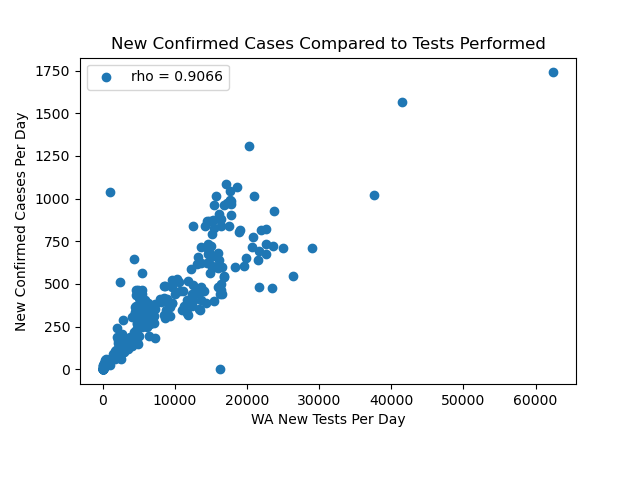 New Confirmed Cases Compared to Tests Performed
rho = 0.9066
New Confirmed Caeses Per Day
1750
1500
1250
1000
750
500
250
0
0 10000 20000 30000 40000 50000 60000
WA New Tests Per Day